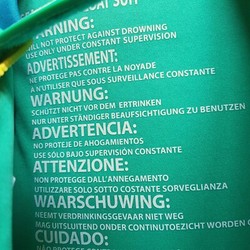 WARNING:
WILL NOT PROTECT AGAINST DROWNING
USE ONLY UNDER CONSTANT SUPERVISION
ADVERTISSEMENT:
NE PROTEGE PAS CONTRE LA NOYADE
A N'UTILISER QUE SOUS SURVEILLANCE CONSTANTE
WARNUNG:
SCHÜTZT NICHT VOR DEM ERTRINKEN
NUR UNTER STÄNDIGER BEAUFSICHTIGUNG ZU BENUTZEN
ADVERTENCIA:
NO PROTEJE DE AHOGAMIENTOS
USE SÓLO BAJO SUPERVISIÓN CONSTANTE
ATTENZIONE:
NON PROTEGGE DALL'ANNEGAMENTO
UTILIZZARE SOLO SOTTO COSTANTE SORVEGLIANZA
WAARSCHUWING:
NEEMT VERDRINKINGSGEVAAR NIET WEG
MAG UITSLUITEND ONDER CONTINUTOEZICHT WORDEN
CUIDADO: